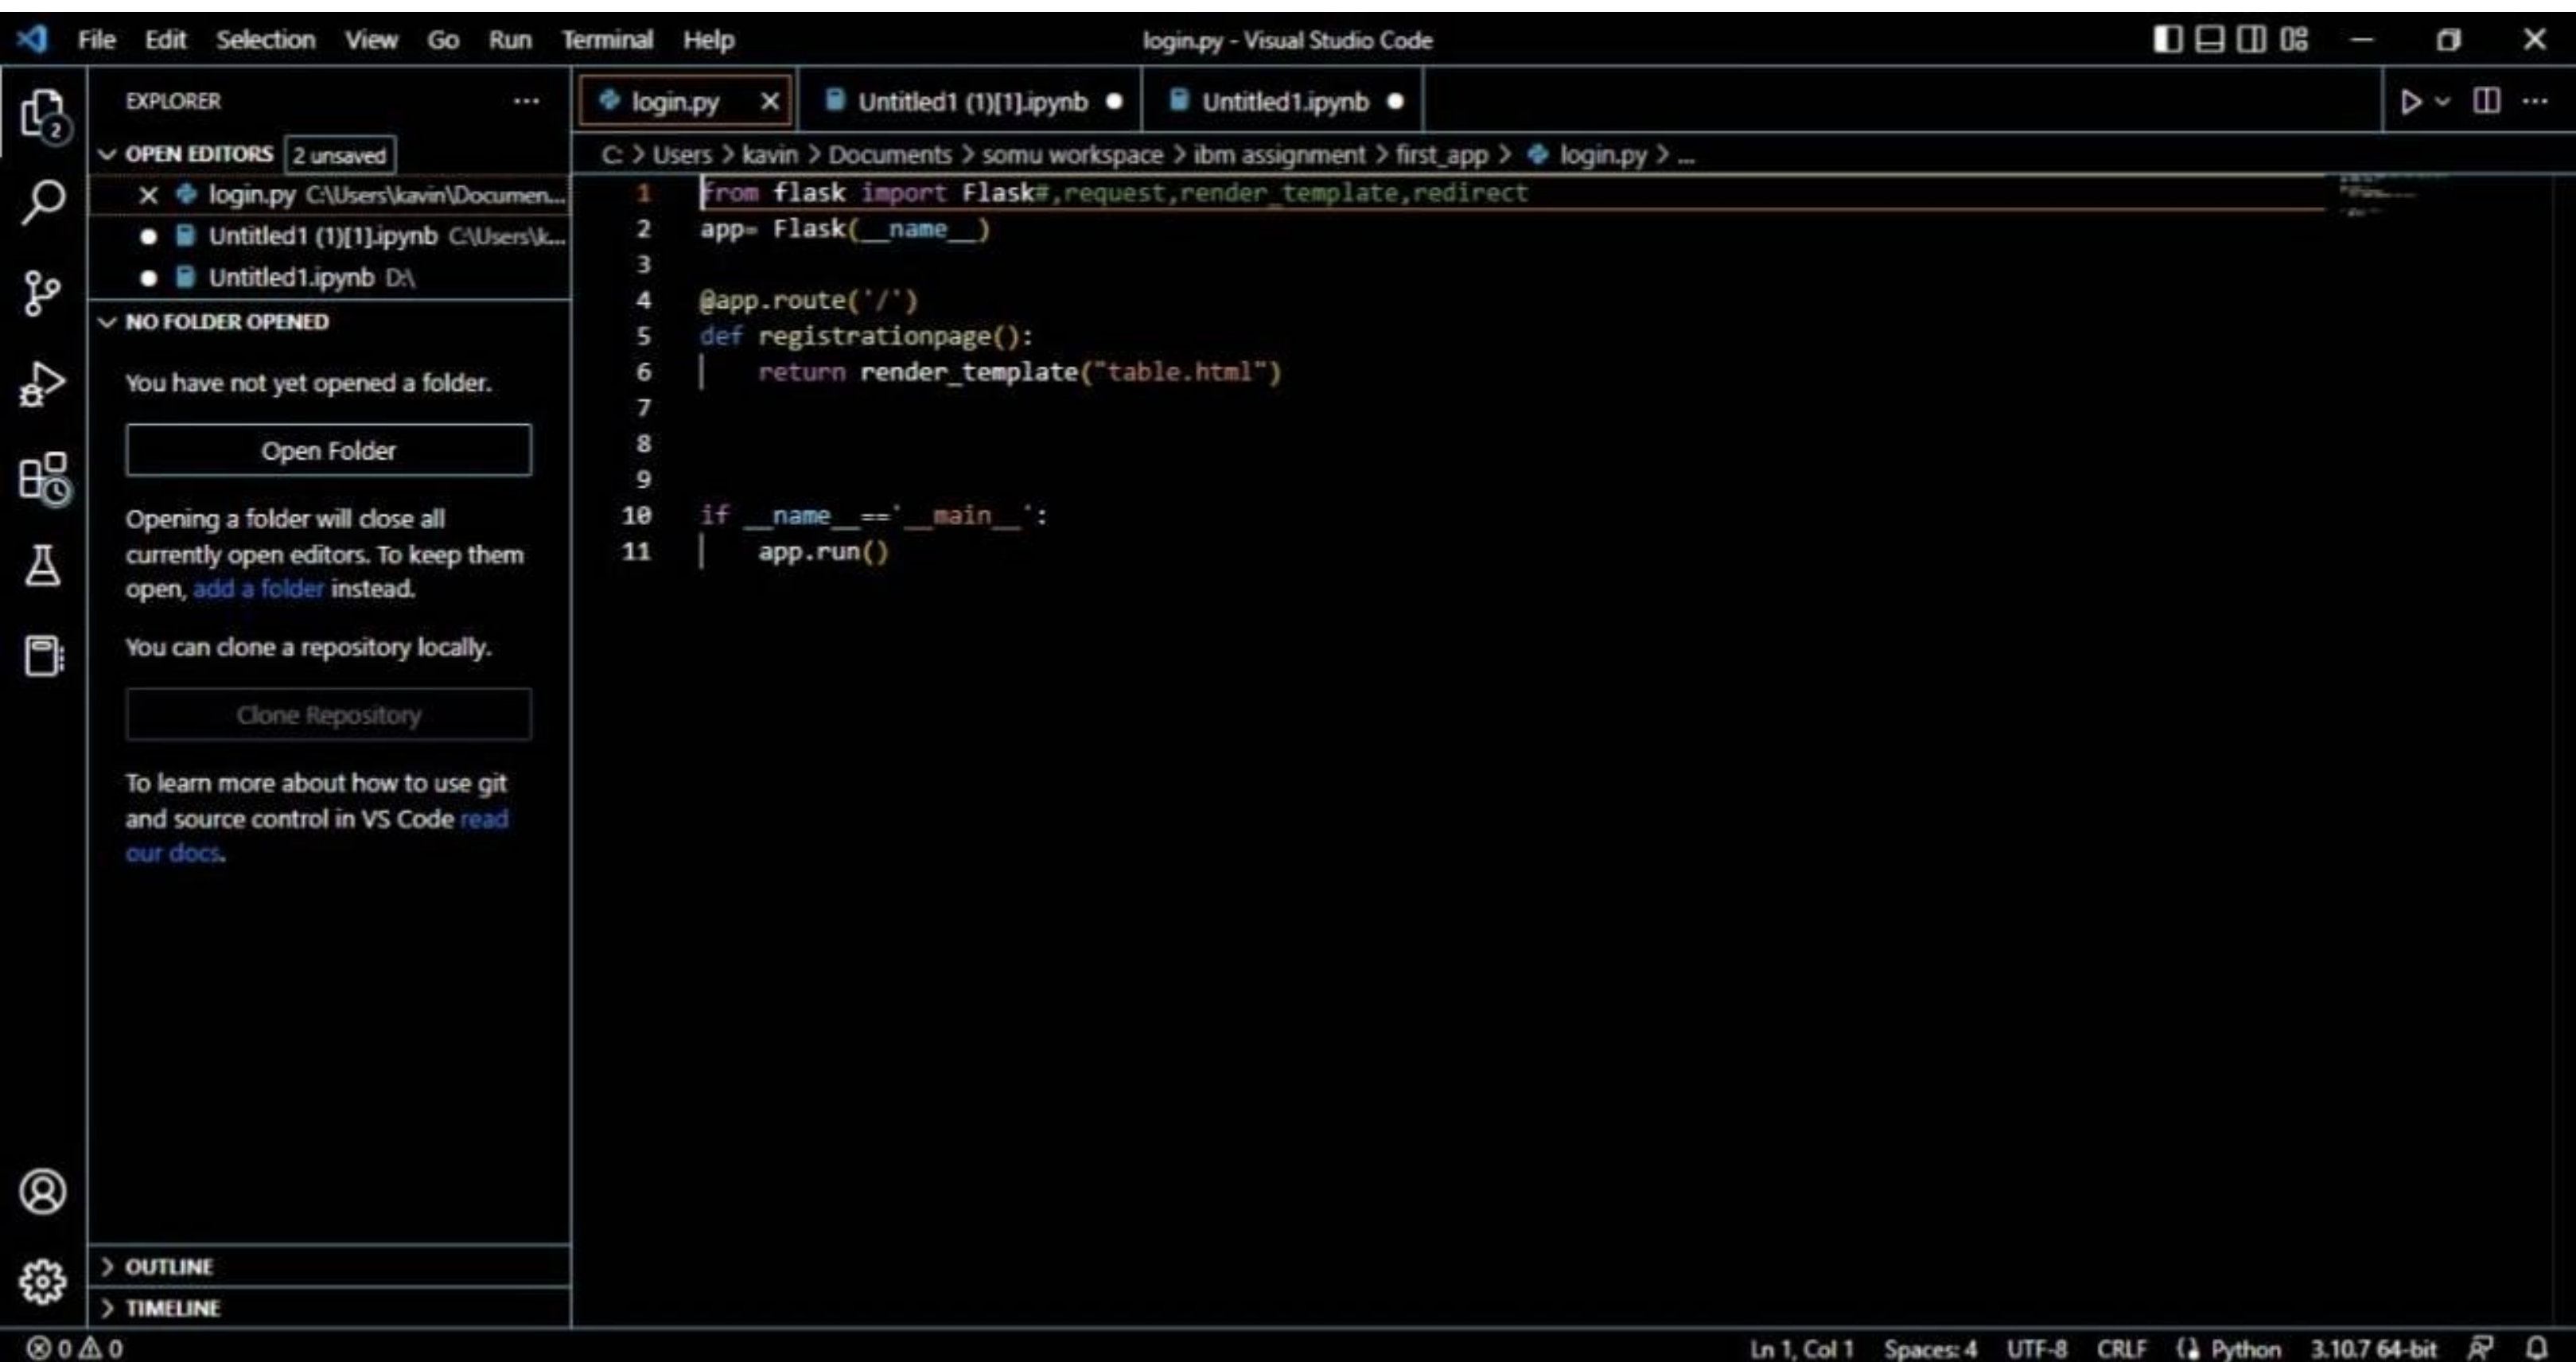 File Edit Selection View Go Run Terminal Help
login.py - Visual Studio Code
EXPLORER
OPEN EDITORS 2 unsaved
login.py C:\Users\kavin\Documen...
Untitled1 (1)[1].ipynb C:\Users\k...
Untitled1.ipynb D:\
NO FOLDER OPENED
You have not yet opened a folder.
Open Folder
Opening a folder will close all
currently open editors. To keep them
open, add a folder instead.
You can clone a repository locally.
Clone Repository
To learn more about how to use git
and source control in VS Code read
our docs.
OUTLINE
TIMELINE
login.py Untitled1 (1)[1].ipynb Untitled1.ipynb
C: > Users > kavin > Documents > somu workspace > ibm assignment > first_app > login.py > ...
1 from flask import Flask#,request,render_template,redirect
2 app= Flask(__name__)
3
4 @app.route('/')
5 def registrationpage():
6 return render_template("table.html")
7
8
9
10 if __name__=='__main__':
11 app.run()
2
0 0
Ln 1, Col 1 Spaces: 4 UTF-8 CRLF Python 3.10.7 64-bit